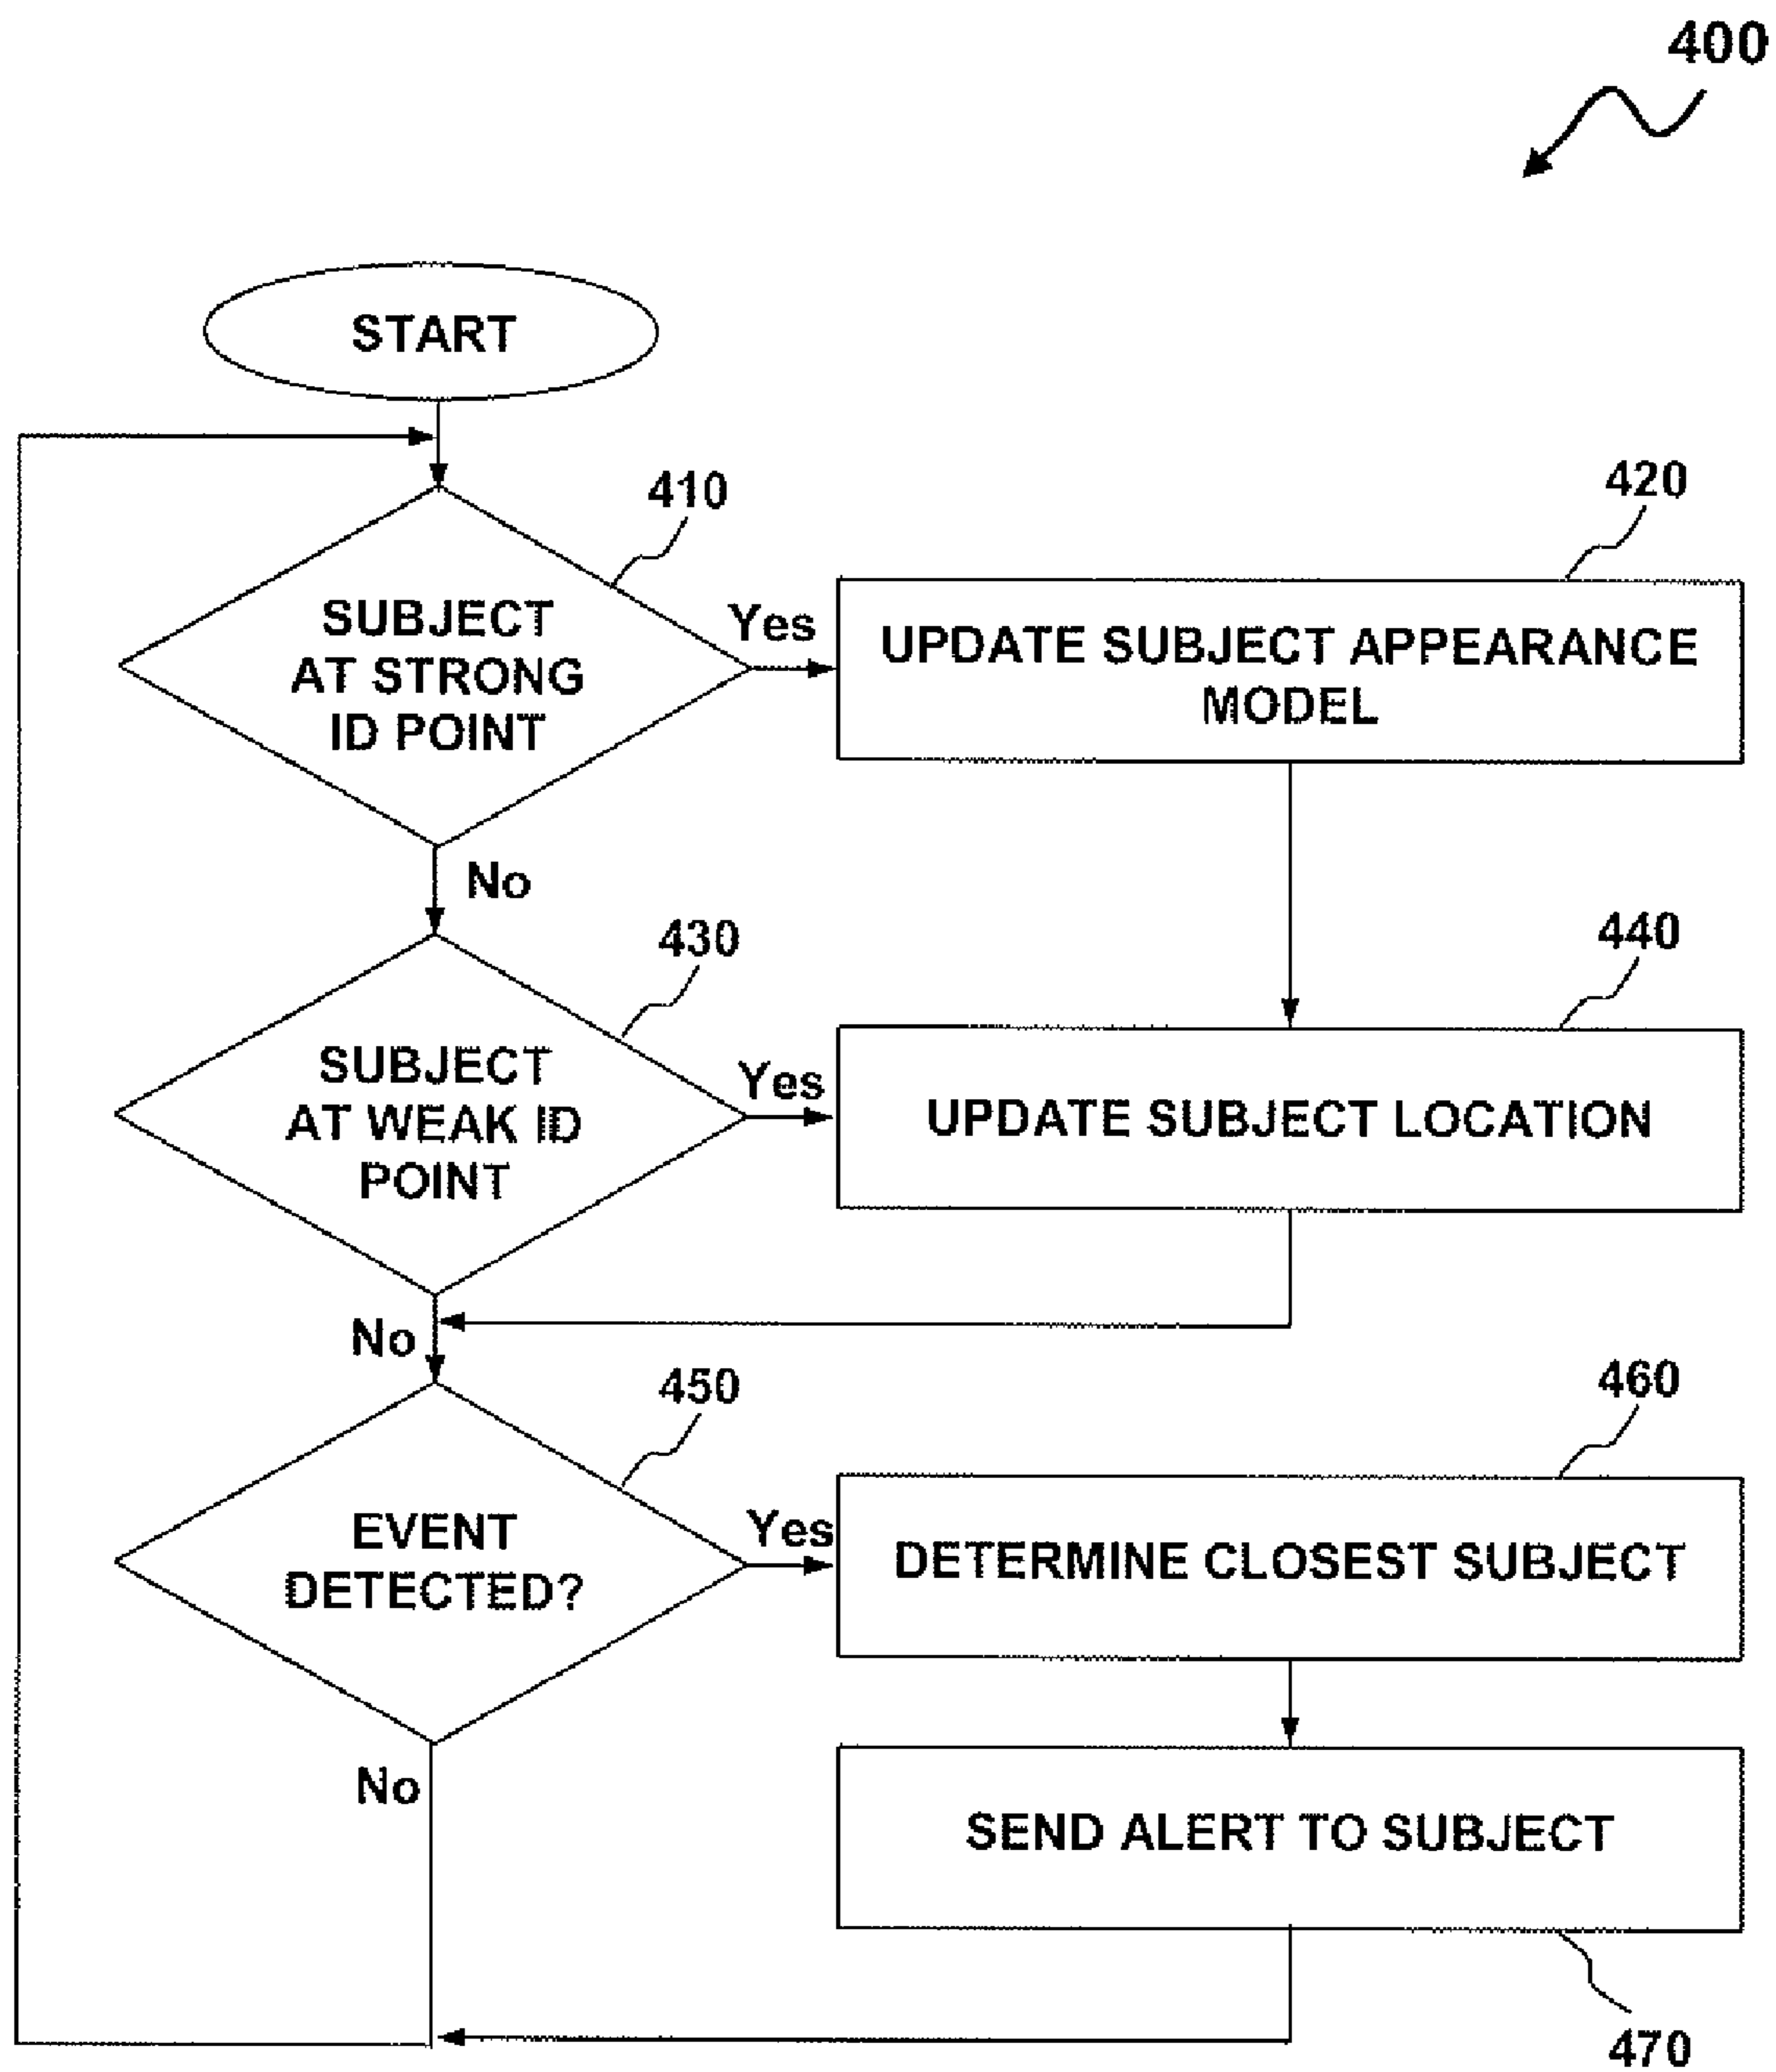 400
START
410
420
SUBJECT
AT STRONG
ID POINT
Yes
UPDATE SUBJECT APPEARANCE
MODEL
No
430
440
SUBJECT
AT WEAK ID
POINT
Yes
UPDATE SUBJECT LOCATION
No
450
460
EVENT
DETECTED?
Yes
DETERMINE CLOSEST SUBJECT
No
SEND ALERT TO SUBJECT
470